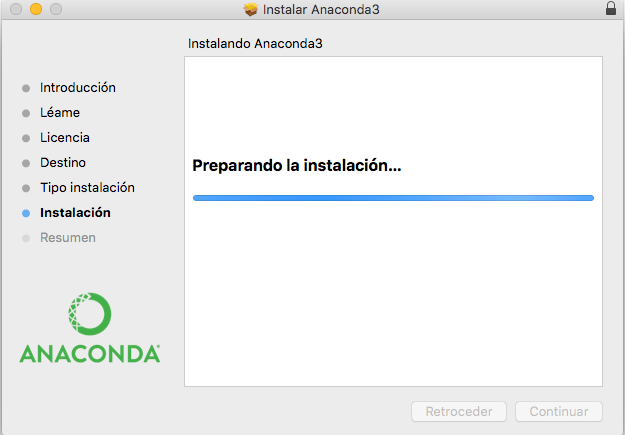 Instalar Anaconda3
Instalando Anaconda3
Introducción
Léame
Licencia
Destino
Tipo instalación
Instalación
Resumen
Preparando la instalación...
ANACONDA®
Retroceder
Continuar